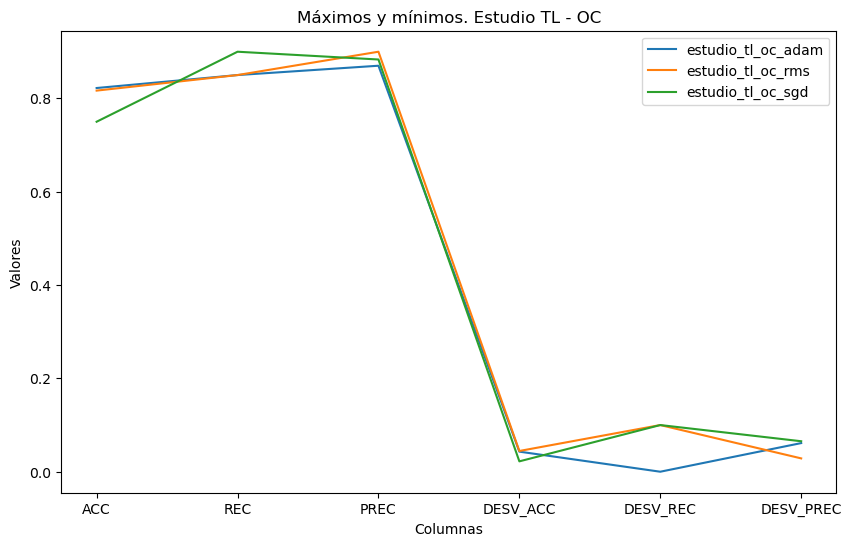 Máximos y mínimos. Estudio TL - OC
estudio_tl_oc_adam
estudio_tl_oc_rms
estudio_tl_oc_sgd
Valores
0.8
0.6
0.4
0.2
0.0
ACC REC PREC DESV_ACC DESV_REC DESV_PREC
Columnas